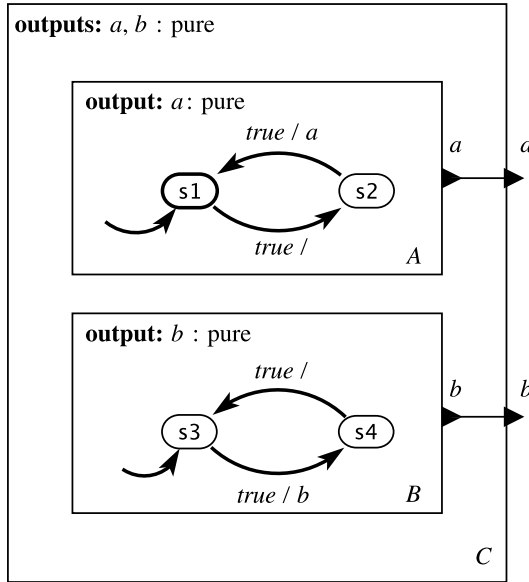 outputs: a, b : pure
output: a: pure
true / a
s1
s2
true /
A
a
a
output: b : pure
true /
s3
s4
true / b
B
b
b
C